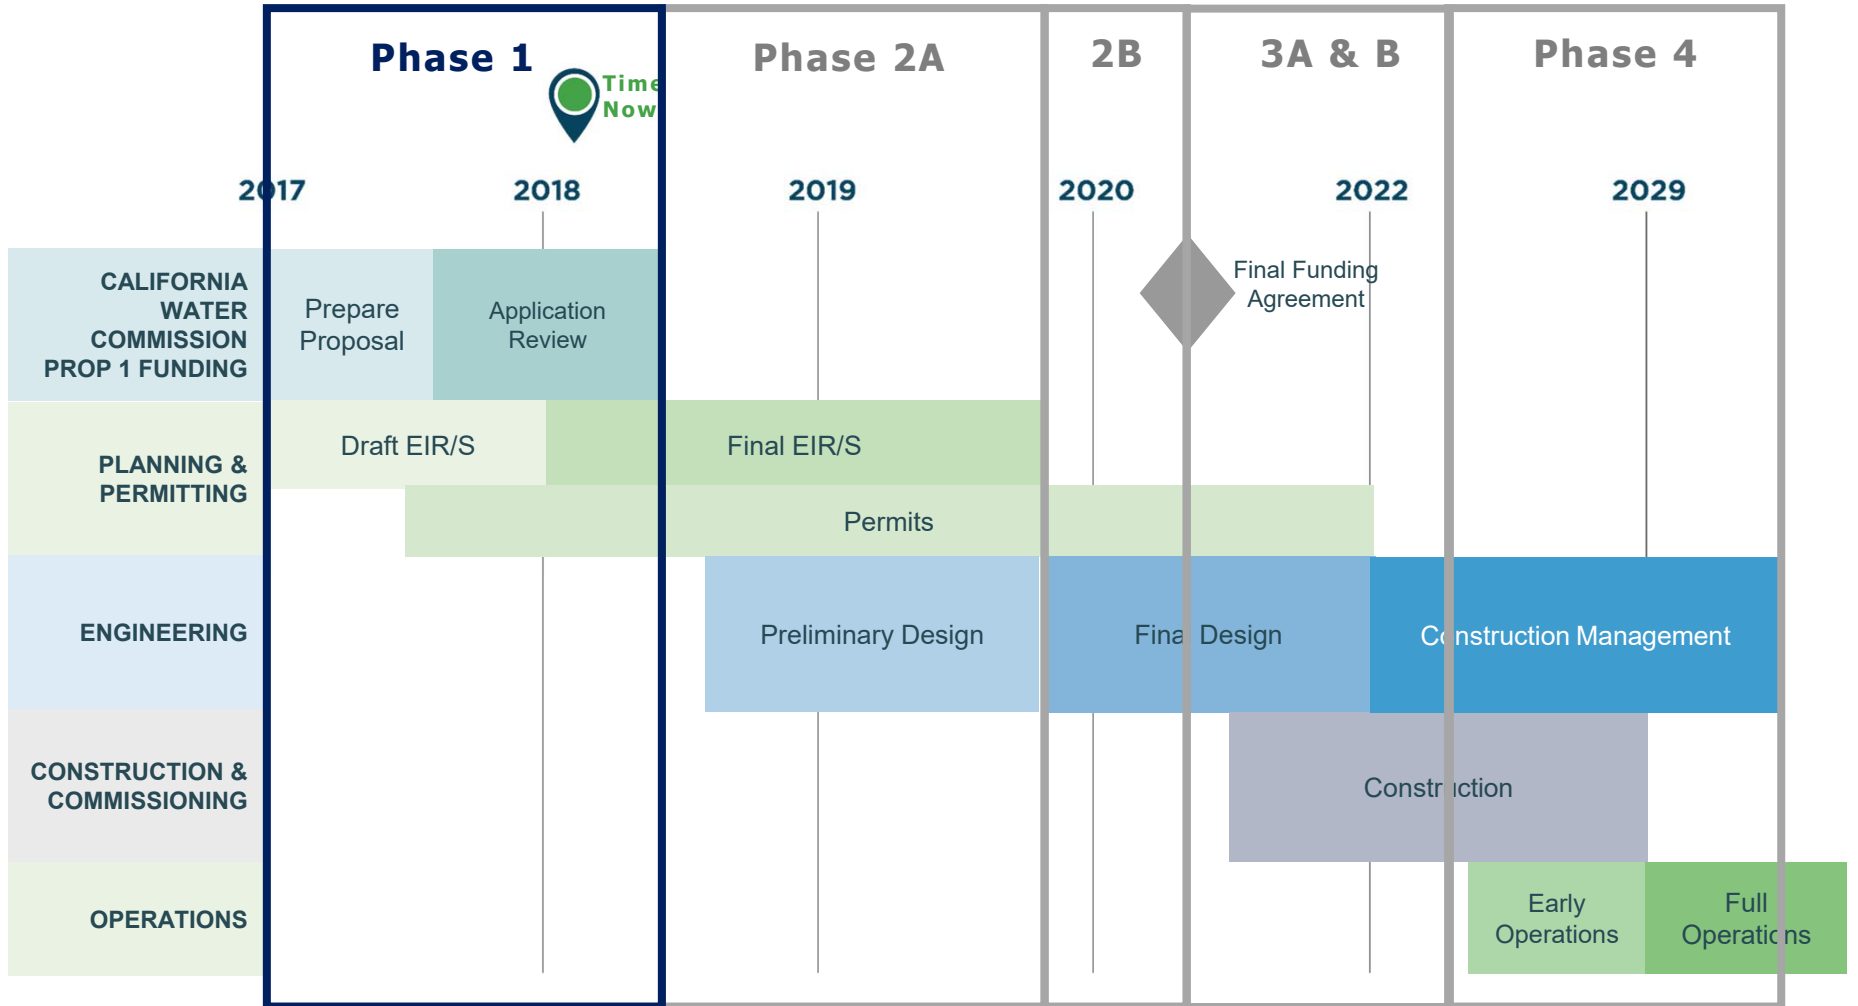 Phase 1
Phase 2A
2B
3A & B
Phase 4
Time
Now
2017
2018
2019
2020
2022
2029
CALIFORNIA
WATER
COMMISSION
PROP 1 FUNDING
Prepare
Proposal
Application
Review
Final Funding
Agreement
PLANNING &
PERMITTING
Draft EIR/S
Final EIR/S
Permits
ENGINEERING
Preliminary Design
Final Design
Construction Management
CONSTRUCTION &
COMMISSIONING
Construction
OPERATIONS
Early
Operations
Full
Operations